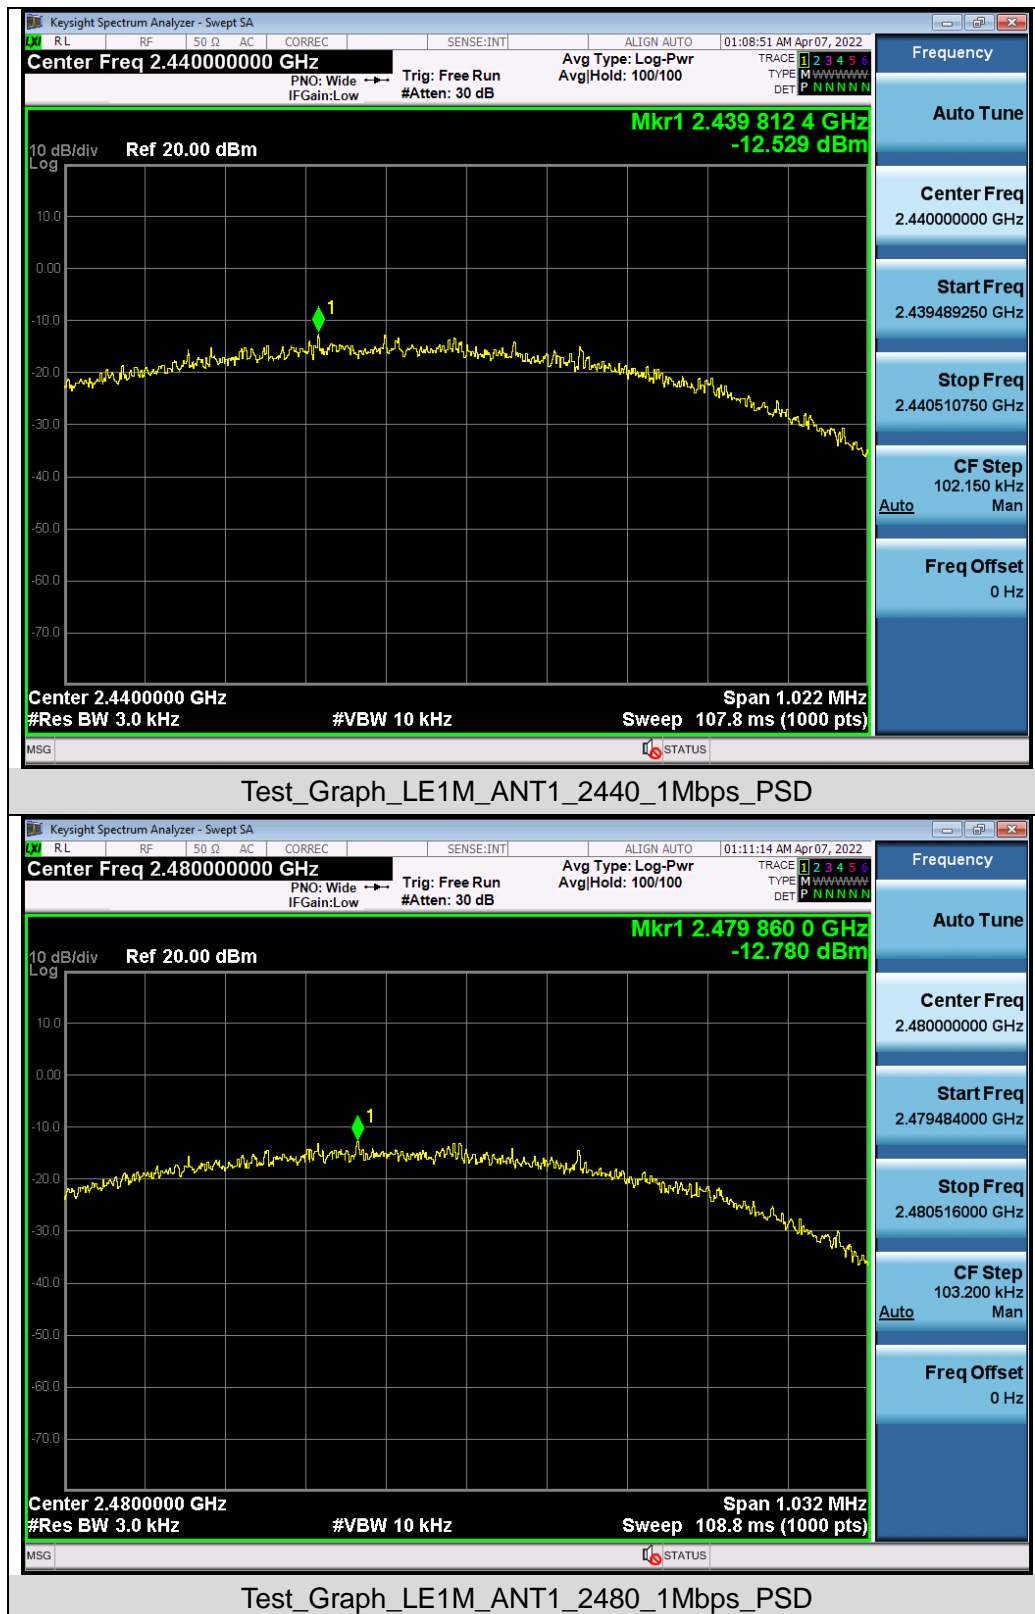 Keysight Spectrum Analyzer - Swept SA
LXI RL RF 50 Ω AC CORREC SENSE:INT ALIGN AUTO 01:08:51 AM Apr 07, 2022
Center Freq 2.440000000 GHz
PNO: Wide
IFGain:Low
Trig: Free Run
#Atten: 30 dB
Avg Type: Log-Pwr
Avg|Hold: 100/100
TRACE 1 2 3 4 5 6
TYPE M W W W W W
DET P N N N N N
Mkr1 2.439 812 4 GHz
-12.529 dBm
10 dB/div Ref 20.00 dBm
Log
10.0
0.00
1
-10.0
-20.0
-30.0
-40.0
-50.0
-60.0
-70.0
Center 2.4400000 GHz Span 1.022 MHz
#Res BW 3.0 kHz #VBW 10 kHz Sweep 107.8 ms (1000 pts)
MSG STATUS
Frequency
Auto Tune
Center Freq
2.440000000 GHz
Start Freq
2.439489250 GHz
Stop Freq
2.440510750 GHz
CF Step
102.150 kHz
Auto Man
Freq Offset
0 Hz
Test_Graph_LE1M_ANT1_2440_1Mbps_PSD
Keysight Spectrum Analyzer - Swept SA
LXI RL RF 50 Ω AC CORREC SENSE:INT ALIGN AUTO 01:11:14 AM Apr 07, 2022
Center Freq 2.480000000 GHz
PNO: Wide
IFGain:Low
Trig: Free Run
#Atten: 30 dB
Avg Type: Log-Pwr
Avg|Hold: 100/100
TRACE 1 2 3 4 5 6
TYPE M W W W W W
DET P N N N N N
Mkr1 2.479 860 0 GHz
-12.780 dBm
10 dB/div Ref 20.00 dBm
Log
10.0
0.00
1
-10.0
-20.0
-30.0
-40.0
-50.0
-60.0
-70.0
Center 2.4800000 GHz Span 1.032 MHz
#Res BW 3.0 kHz #VBW 10 kHz Sweep 108.8 ms (1000 pts)
MSG STATUS
Frequency
Auto Tune
Center Freq
2.480000000 GHz
Start Freq
2.479484000 GHz
Stop Freq
2.480516000 GHz
CF Step
103.200 kHz
Auto Man
Freq Offset
0 Hz
Test_Graph_LE1M_ANT1_2480_1Mbps_PSD